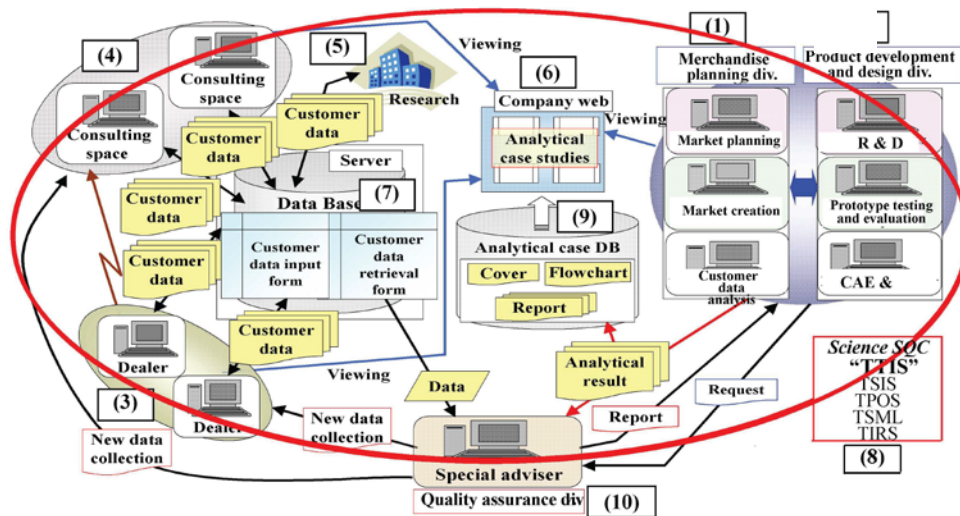 (1)
Merchandise
planning div.
Product development
and design div.
(4)
Consulting
space
Consulting
space
(5)
Research
Viewing
(6)
Company web
Analytical
case studies
Viewing
Market planning
R & D
Market creation
Prototype testing
and evaluation
Customer
data
analysis
CAE &
Customer
data
Customer
data
Server
Data Base
(7)
Customer
data input
form
Customer
data
retrieval
form
Customer
data
Customer
data
Customer
data
(9)
Analytical case DB
Cover
Flowchart
Report
Dealer
Dealer
(3)
Viewing
Data
Analytical
result
Report
Request
Science SQC
“TTIS”
TSIS
TPOS
TSML
TIRS
(8)
New data
collection
New data
collection
Special adviser
Quality assurance div
(10)